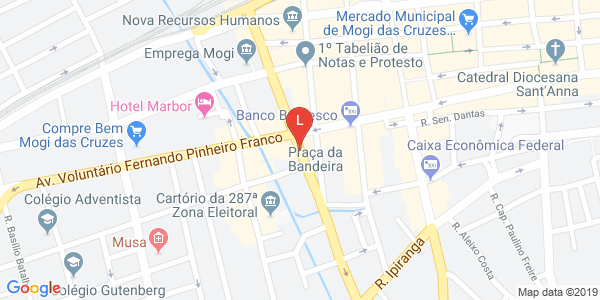 Nova Recursos Humanos
Mercado Municipal
de Mogi das Cruzes...
Emprega Mogi
1º Tabelião de
Notas e Protesto
Catedral Diocesana
Sant'Anna
Hotel Marbor
L
R. Sen. Dantas
Compre Bem
Mogi das Cruzes
Av. Voluntário Fernando Pinheiro Franco
Praça da
Bandeira
Caixa Econômica Federal
Colégio Adventista
Cartório da 287ª
Zona Eleitoral
R. Basílio Batalha
Musa
R. Ipiranga
R. Aleixo Costa
R. Cap. Paulino Freire
Colégio Gutenberg
Google
Map data ©2019